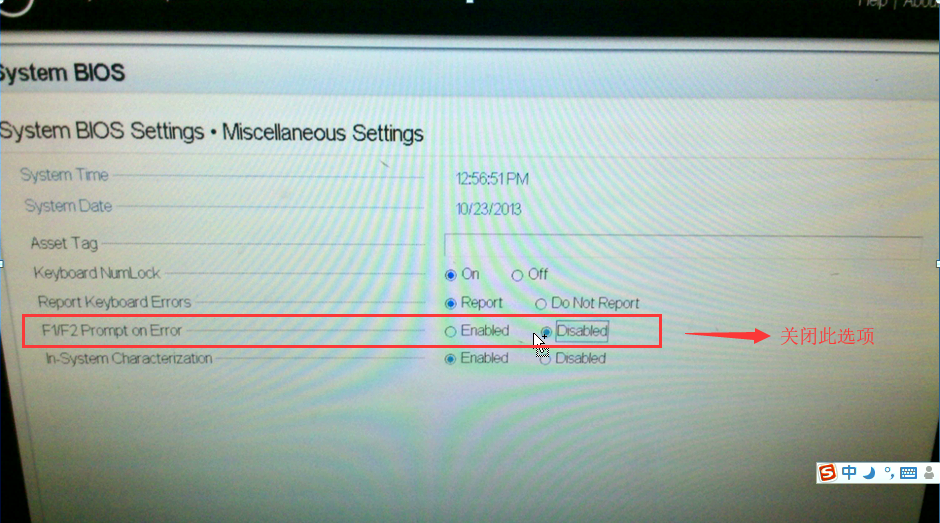 Help | About
System BIOS
System BIOS Settings • Miscellaneous Settings
System Time 12:56:51 PM
System Date 10/23/2013
Asset Tag
Keyboard NumLock On Off
Report Keyboard Errors Report Do Not Report
F1/F2 Prompt on Error Enabled Disabled
关闭此选项
In-System Characterization Enabled Disabled
S中